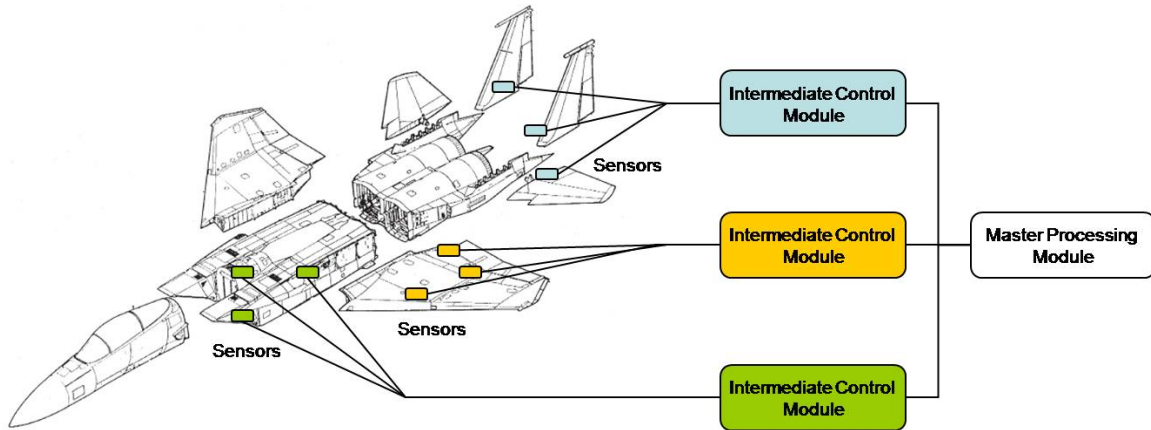 Intermediate Control
Module
Sensors
Intermediate Control
Module
Master Processing
Module
Sensors
Sensors
Intermediate Control
Module